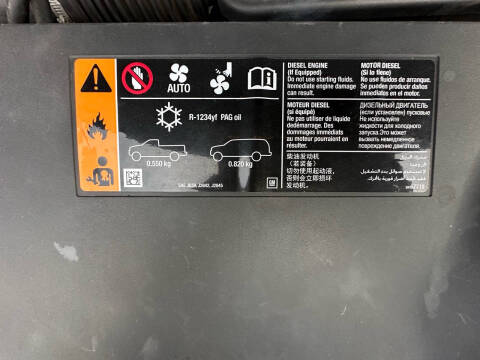 AUTO
R-1234yf PAG oil
0.550 kg
0.820 kg
GM
DIESEL ENGINE
(If Equipped)
Do not use starting fluids.
Immediate engine damage
can result.
MOTOR DIESEL
(Si lo tiene)
No use fluidos de arranque.
Se pueden producir daños
inmediatos en el motor.
MOTEUR DIESEL
(si équipé)
Ne pas utiliser de liquide
dedémarrage. Des
dommages immédiats
au moteur pourraient en
résulter.
ДИЗЕЛЬНЫЙ ДВИГАТЕЛЬ
(если установлен) пусковые
Не используйте
жидкости для холодного
запуска Это может
вызвать немедленное
повреждение двигателя.
柴油发动机
（若装备）
切勿使用起动液，
否则会立即损坏
发动机。